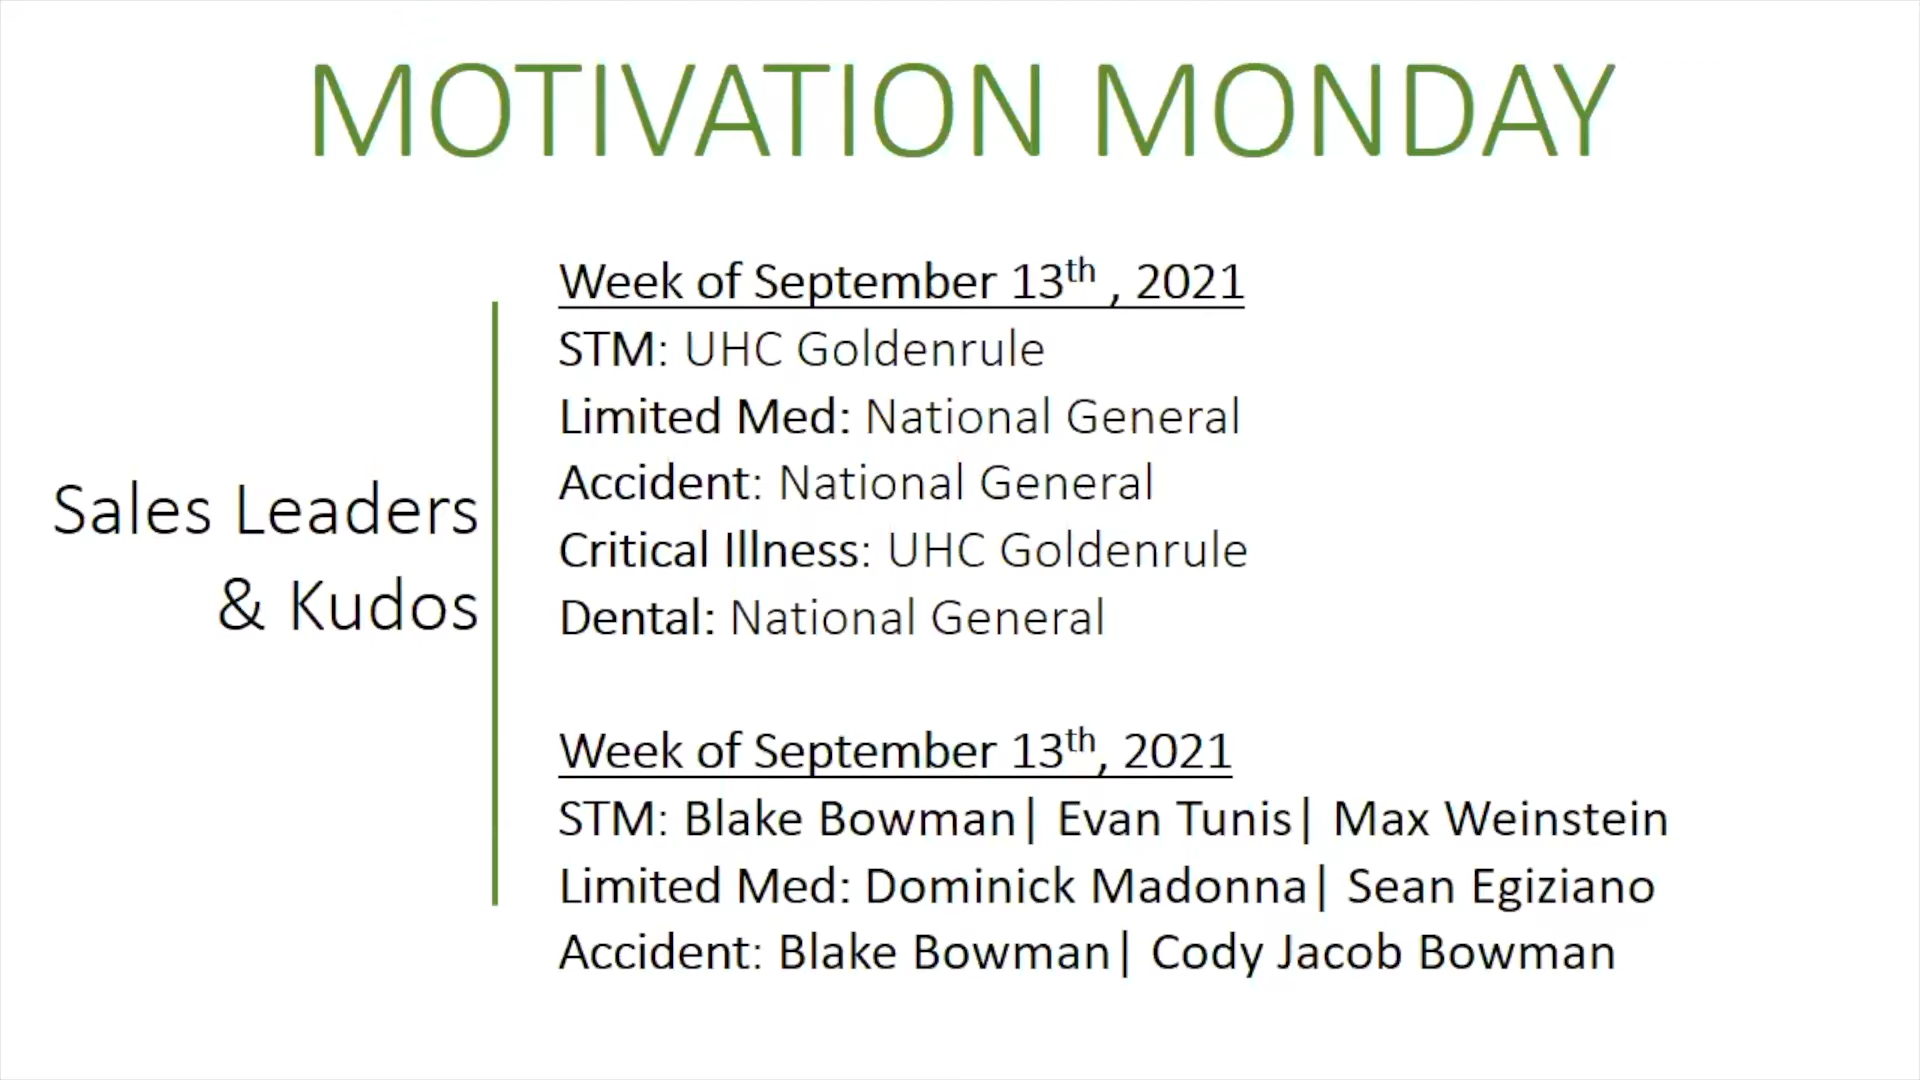 MOTIVATION MONDAY
Sales Leaders
& Kudos
Week of September 13th , 2021
STM: UHC Goldenrule
Limited Med: National General
Accident: National General
Critical Illness: UHC Goldenrule
Dental: National General
Week of September 13th, 2021
STM: Blake Bowman| Evan Tunis| Max Weinstein
Limited Med: Dominick Madonna| Sean Egiziano
Accident: Blake Bowman| Cody Jacob Bowman